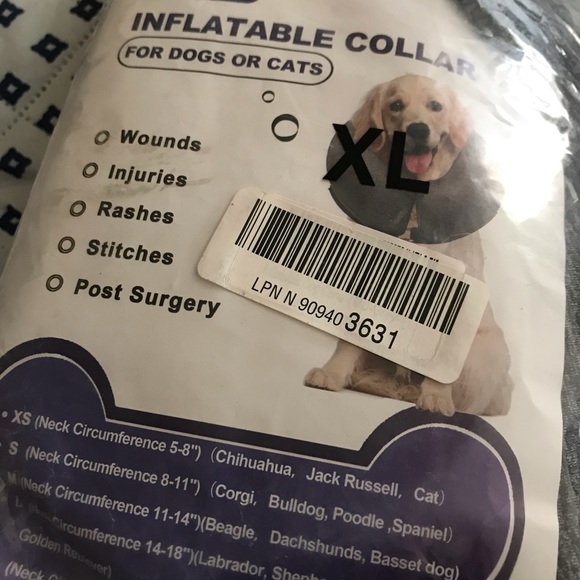 INFLATABLE COLLAR
FOR DOGS OR CATS
XL
Wounds
Injuries
Rashes
Stitches
Post Surgery
LPN N 90940 3631
• XS (Neck Circumference 5-8") (Chihuahua, Jack Russell, Cat)
• S (Neck Circumference 8-11") (Corgi, Bulldog, Poodle ,Spaniel)
M (Neck Circumference 11-14")(Beagle, Dachshunds, Basset dog)
L Circumference 14-18")(Labrador,
Golden
(Neck